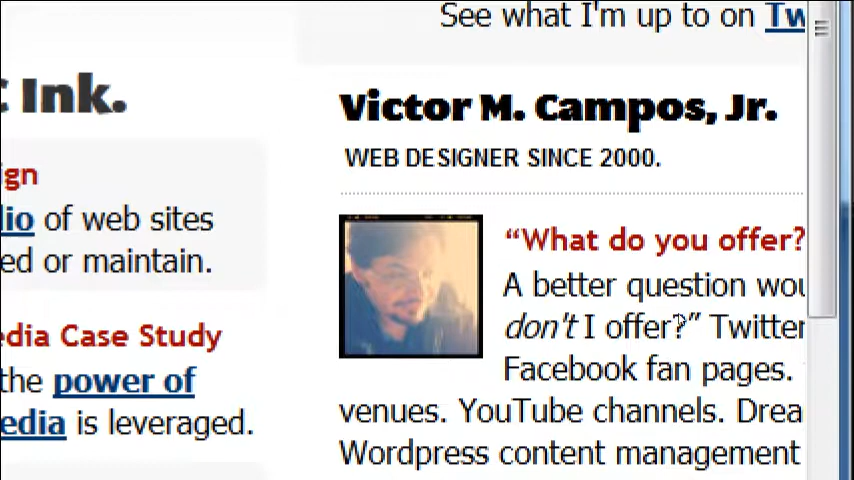 See what I'm up to on Tw
Ink.
Victor M. Campos, Jr.
WEB DESIGNER SINCE 2000.
ign
lio of web sites
ed or maintain.
“What do you offer?
A better question wou
don't I offer?” Twitter
Facebook fan pages.
venues. YouTube channels. Drea
Wordpress content management
edia Case Study
the power of
edia is leveraged.